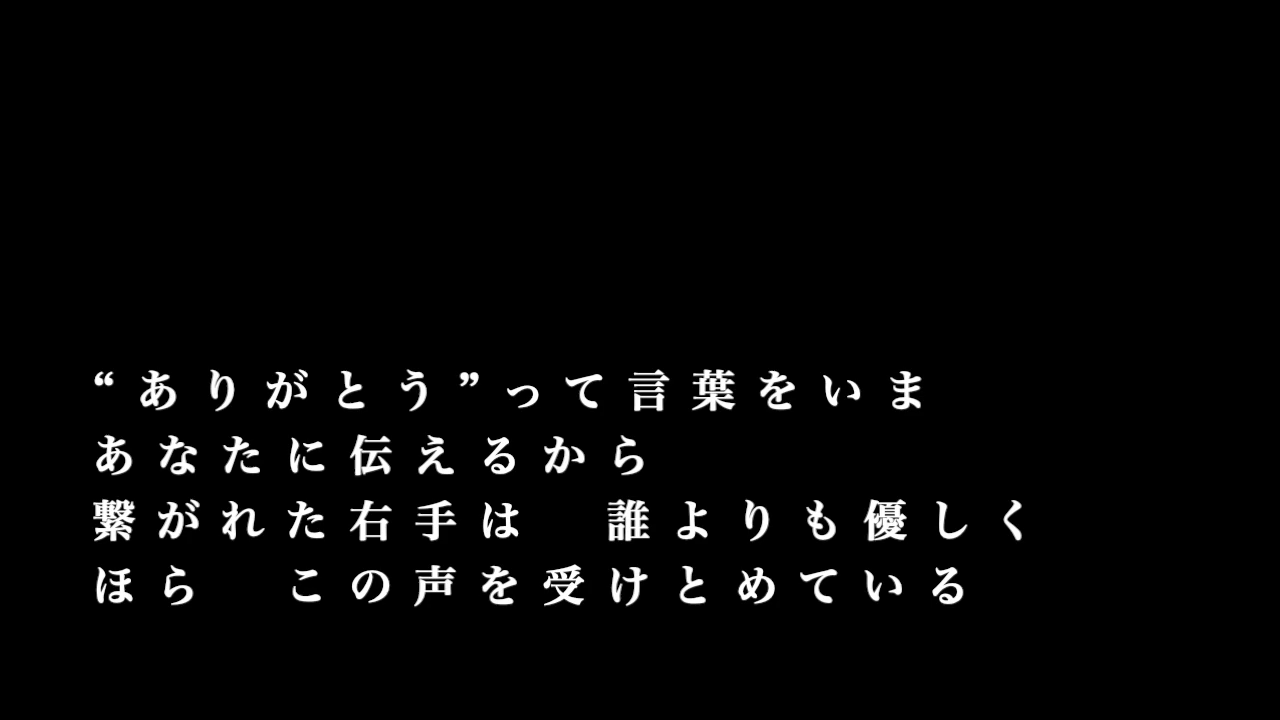 “ありがとう”って言葉をいま
あなたに伝えるから
繋がれた右手は　誰よりも優しく
ほら　この声を受けとめている